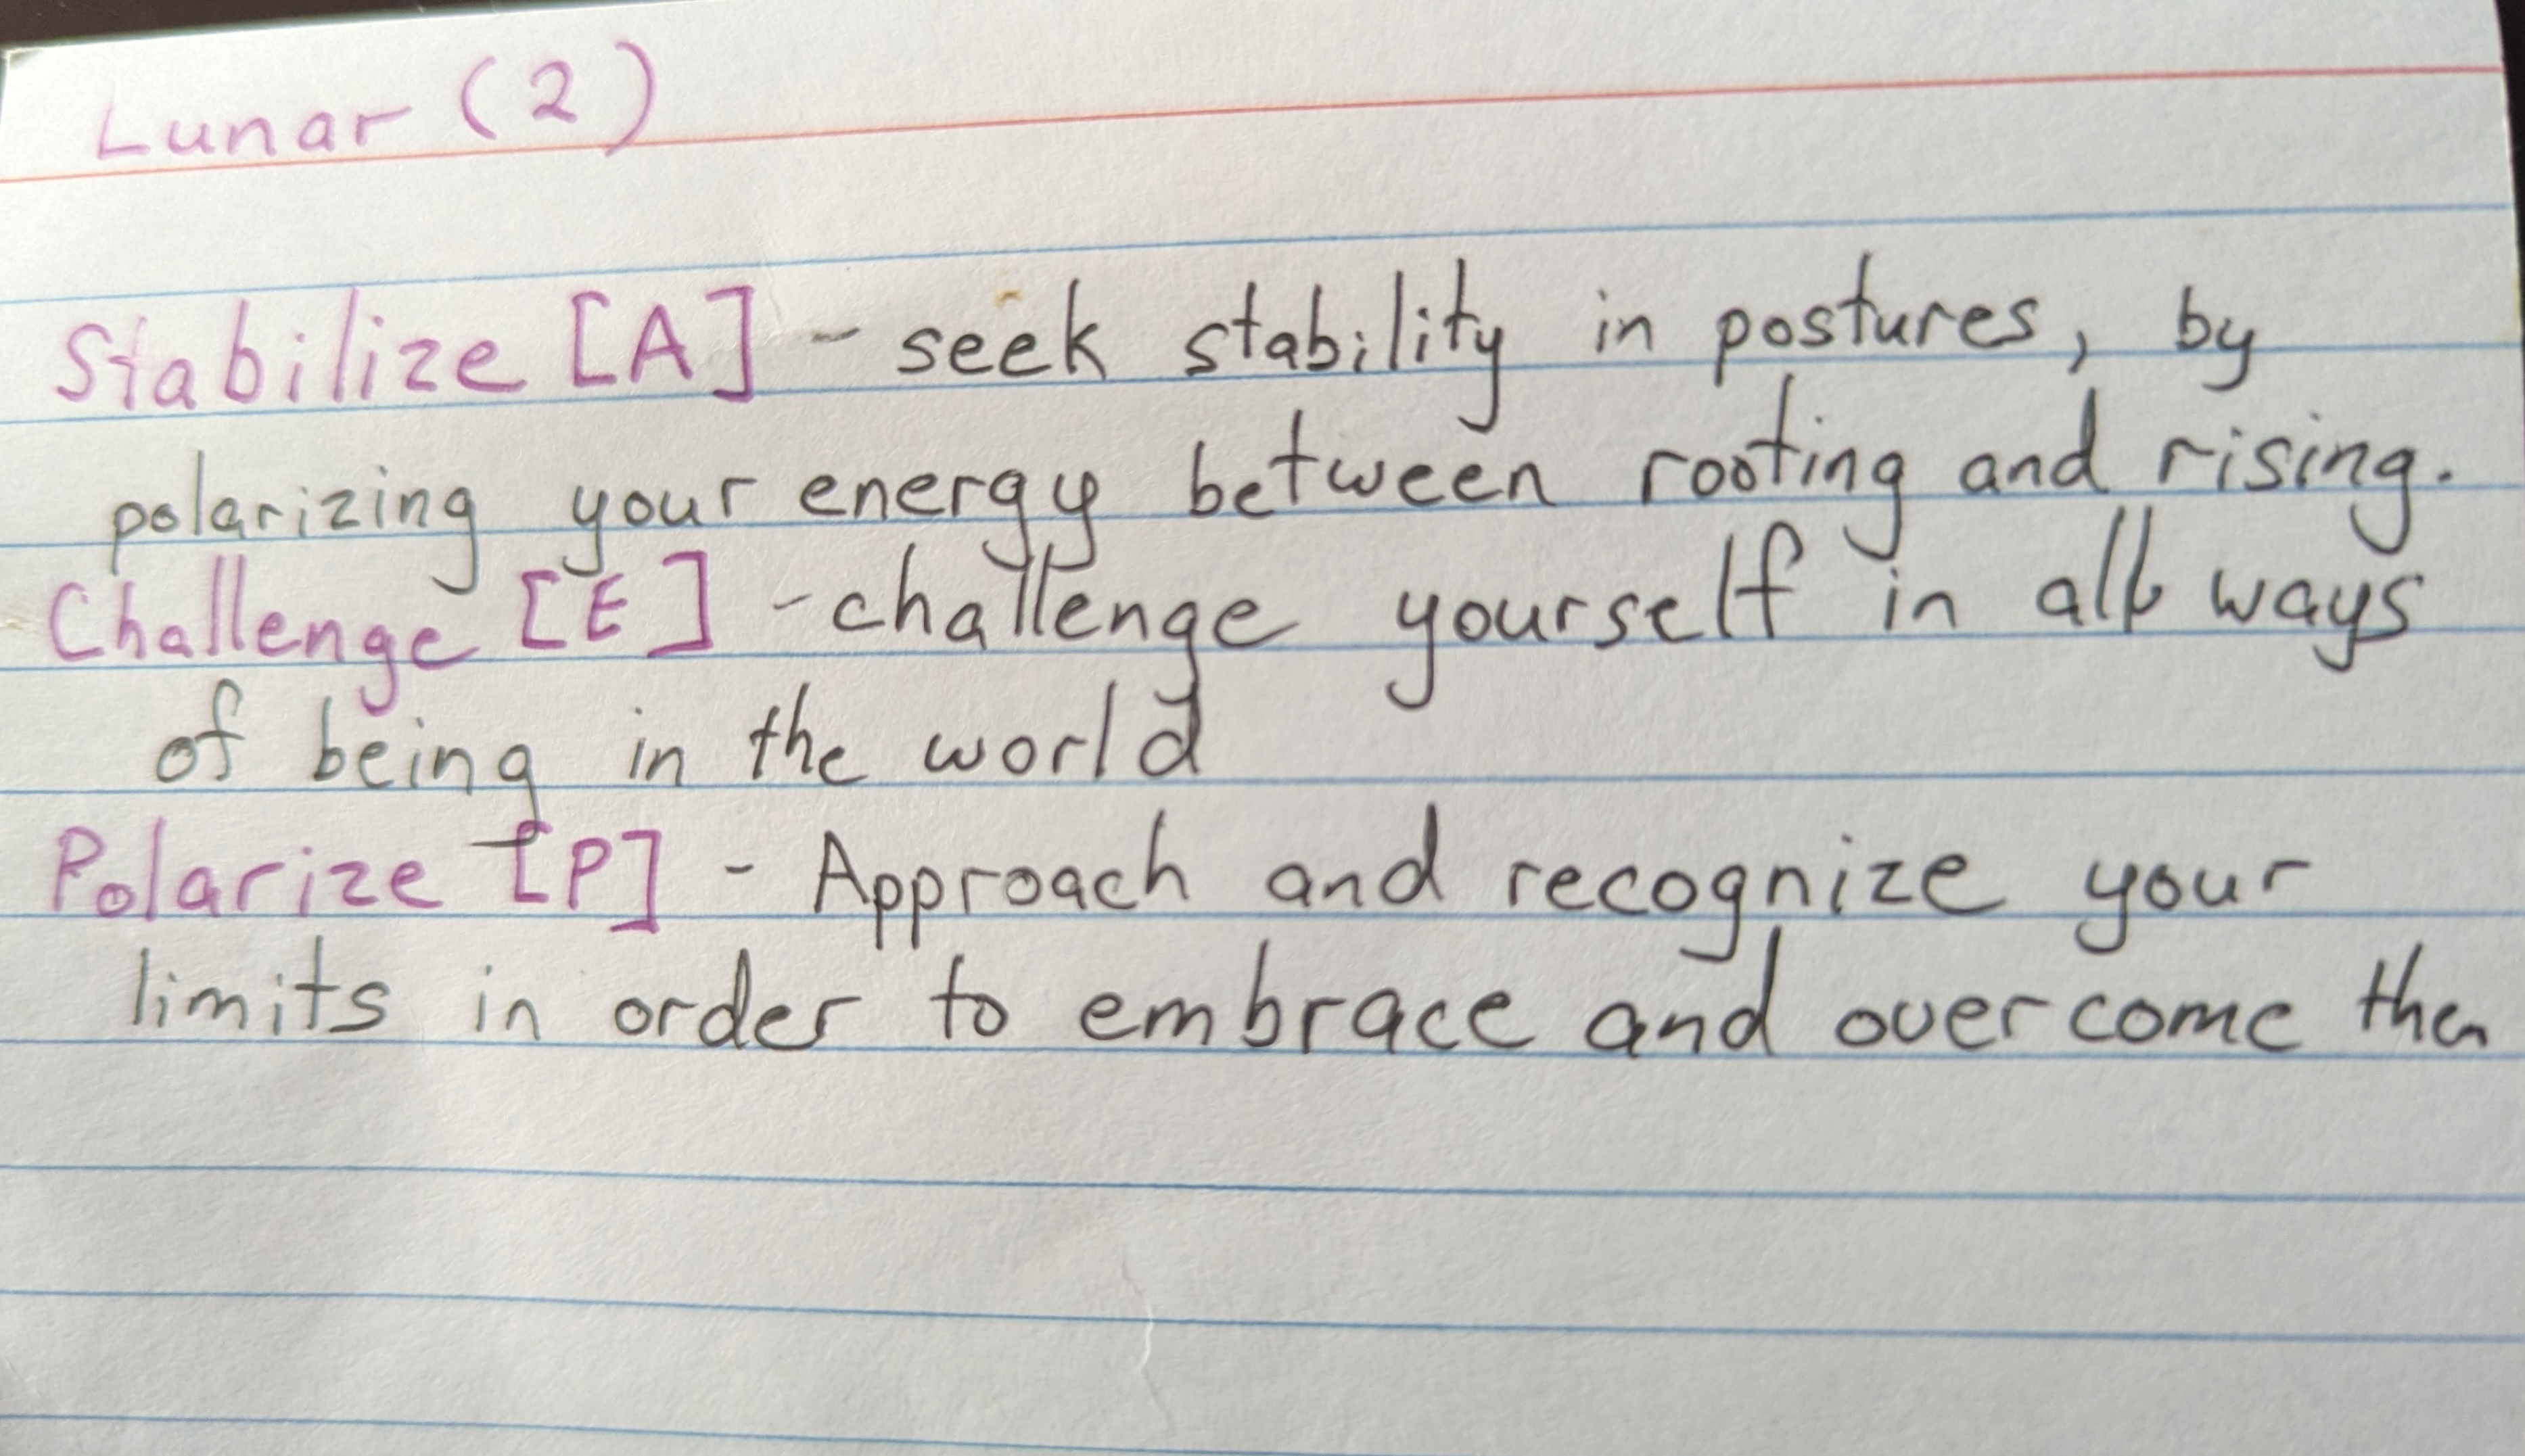 Lunar (2)
Stabilize [A] - seek stability in postures, by
polarizing your energy between rooting and rising.
Challenge [E] - challenge yourself in all ways
of being in the world
Polarize [P] - Approach and recognize your
limits in order to embrace and overcome them